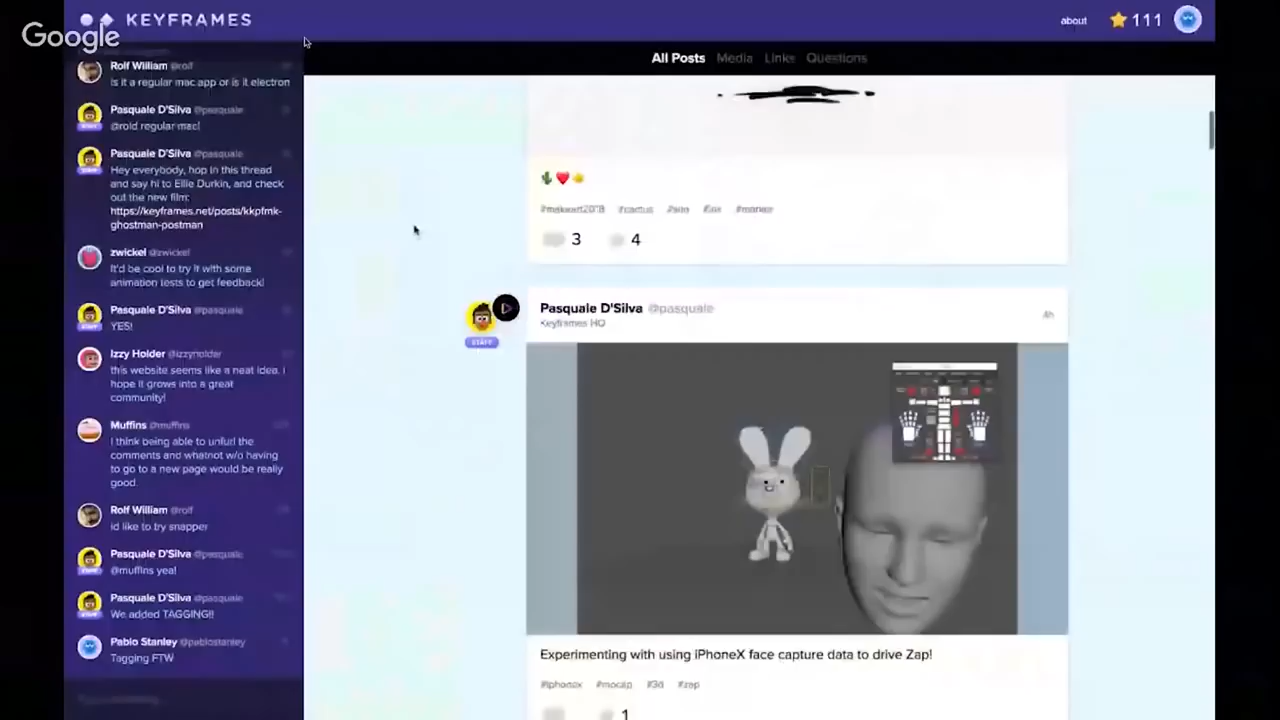 Google
KEYFRAMES
about
111
All Posts Media Links Questions
Rolf William @rolf
Is it a regular mac app or is it electron
Pasquale D'Silva @pasquale
@rold regular mac!
Pasquale D'Silva @pasquale
Hey everybody, hop in this thread
and say hi to Ellie Durkin, and check
out the new film:
https://keyframes.net/posts/kkpfmk-
ghostman-postman
zwickel @zwickel
It'd be cool to try it with some
animation tests to get feedback!
Pasquale D'Silva @pasquale
YES!
Izzy Holder @izzyholder
this website seems like a neat idea. I
hope it grows into a great
community!
Muffins @muffins
I think being able to unfurl the
comments and whatnot w/o having
to go to a new page would be really
good.
Rolf William @rolf
id like to try snapper
Pasquale D'Silva @pasquale
@muffins yea!
Pasquale D'Silva @pasquale
We added TAGGING!!
Pablo Stanley @pablostanley
Tagging FTW
#makeart2018 #cactus
3 4
Pasquale D'Silva @pasquale
Keyframes HQ
4h
STAFF
Experimenting with using iPhoneX face capture data to drive Zap!
#iphonex #mocap #3d #zap
1